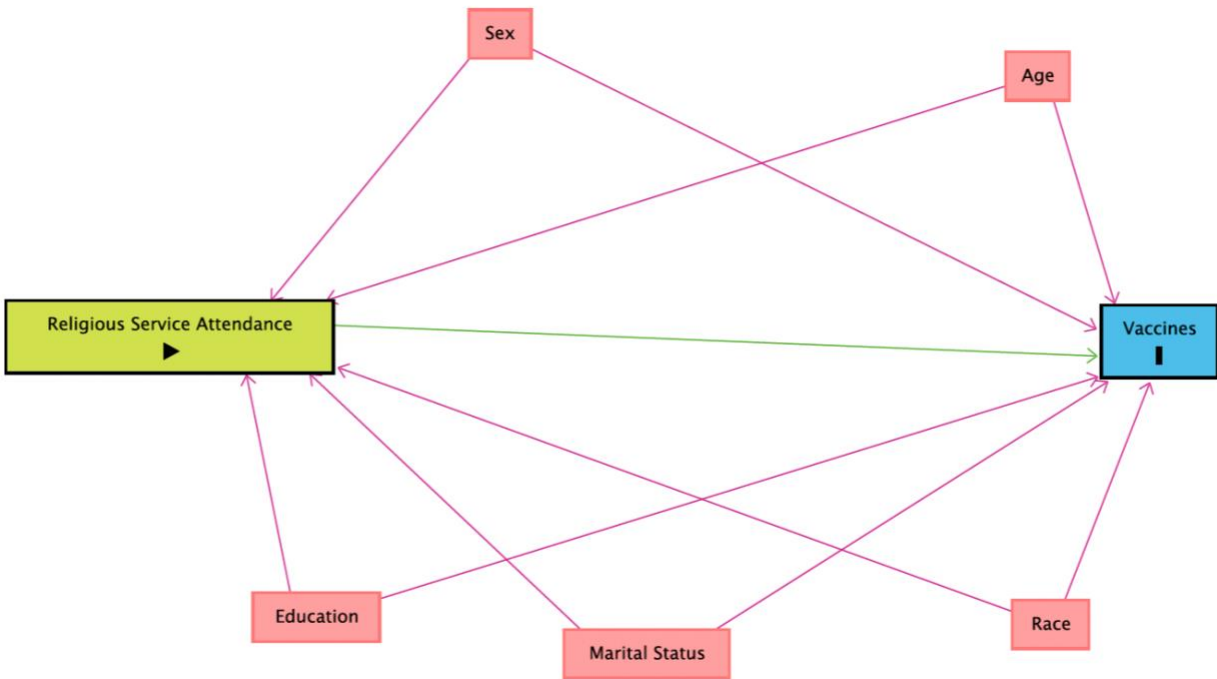 Sex
Age
Religious Service Attendance
Vaccines
Education
Marital Status
Race